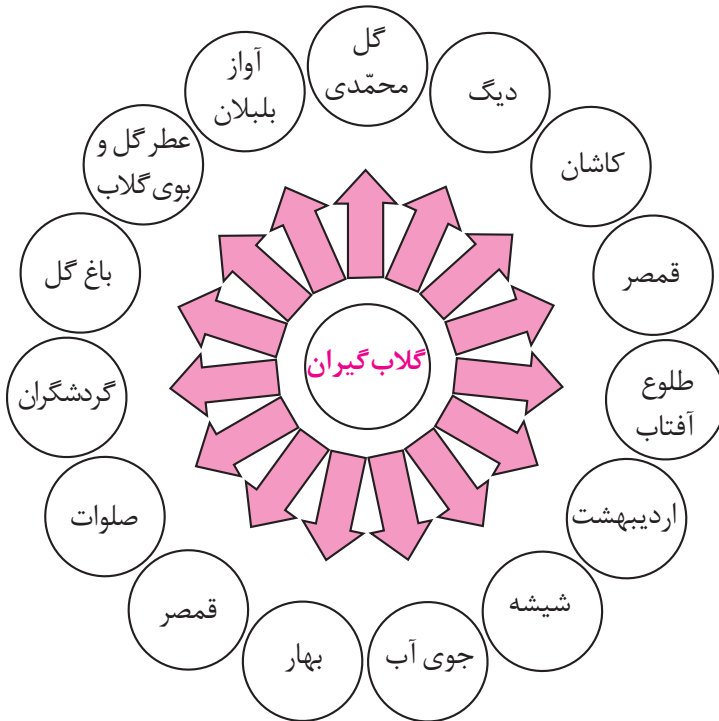 گل
محمّدی
دیگ
کاشان
قمصر
طلوع
آفتاب
اردیبهشت
شیشه
جوی آب
بهار
قمصر
صلوات
گردشگران
باغ گل
عطر گل و
بوی گلاب
آواز
بلبلان
گلاب‌گیران